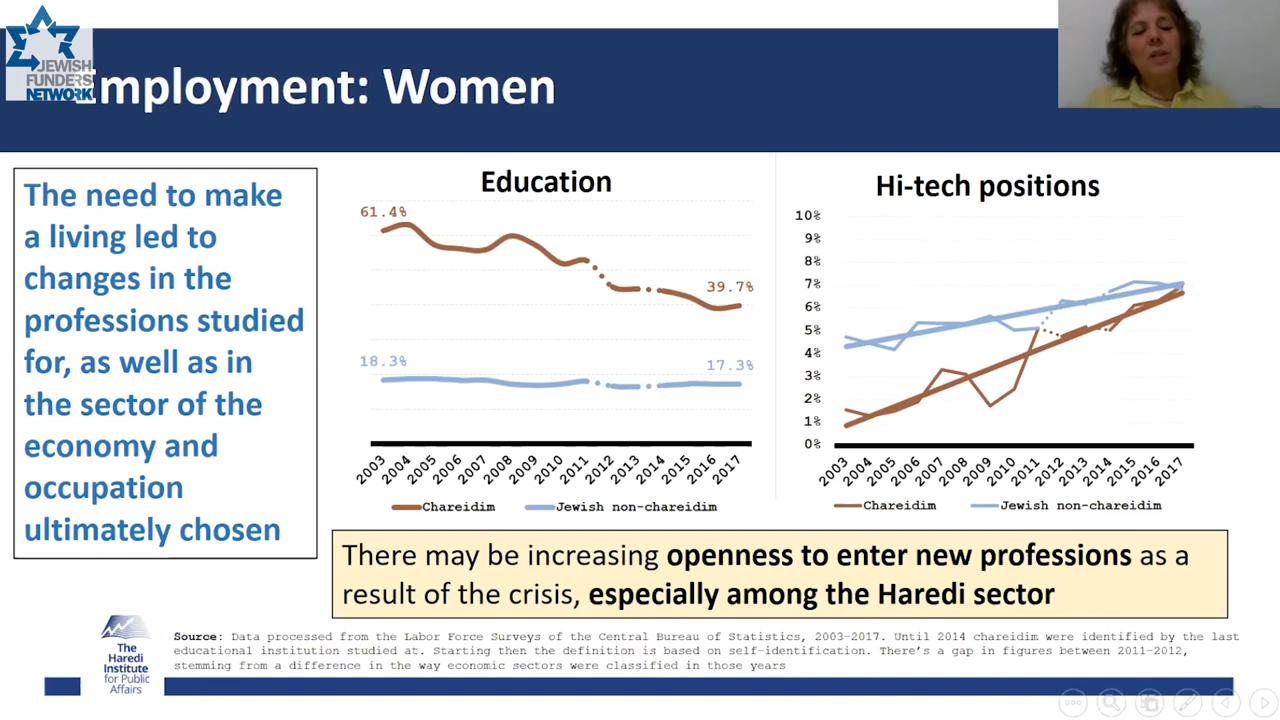 JEWISH
FUNDERS
NETWORK
mployment: Women
The need to make
a living led to
changes in the
professions studied
for, as well as in
the sector of the
economy and
occupation
ultimately chosen
Education
61.4%
39.7%
18.3%
17.3%
2003 2004 2005 2006 2007 2008 2009 2010 2011 2012 2013 2014 2015 2016 2017
Chareidim Jewish non-chareidim
Hi-tech positions
10%
9%
8%
7%
6%
5%
4%
3%
2%
1%
0%
2003 2004 2005 2006 2007 2008 2009 2010 2011 2012 2013 2014 2015 2016 2017
Chareidim Jewish non-chareidim
There may be increasing openness to enter new professions as a
result of the crisis, especially among the Haredi sector
The
Haredi
Institute
for Public
Affairs
Source: Data processed from the Labor Force Surveys of the Central Bureau of Statistics, 2003-2017. Until 2014 chareidim were identified by the last
educational institution studied at. Starting then the definition is based on self-identification. There's a gap in figures between 2011-2012,
stemming from a difference in the way economic sectors were classified in those years